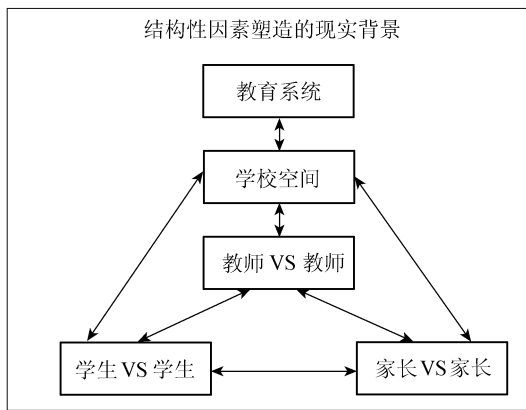 结构性因素塑造的现实背景
教育系统
学校空间
教师 VS 教师
学生 VS 学生
家长 VS 家长